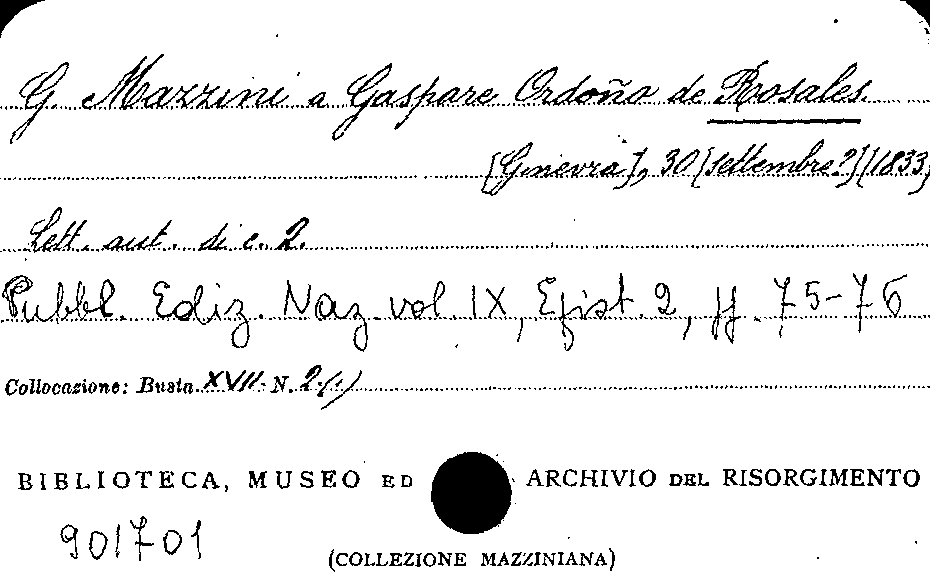 G. Mazzini a Gaspare Ordoño de Rosales.
[Ginevra], 30 [settembre?] [1833]
Lett. aut. di c. 2.
Pubbl. Ediz. Naz. vol. IX, Epist. 2, pp. 75-76
Collocazione: Busta XVII. N. 2.(1)
BIBLIOTECA, MUSEO ED ARCHIVIO DEL RISORGIMENTO
901701
(COLLEZIONE MAZZINIANA)